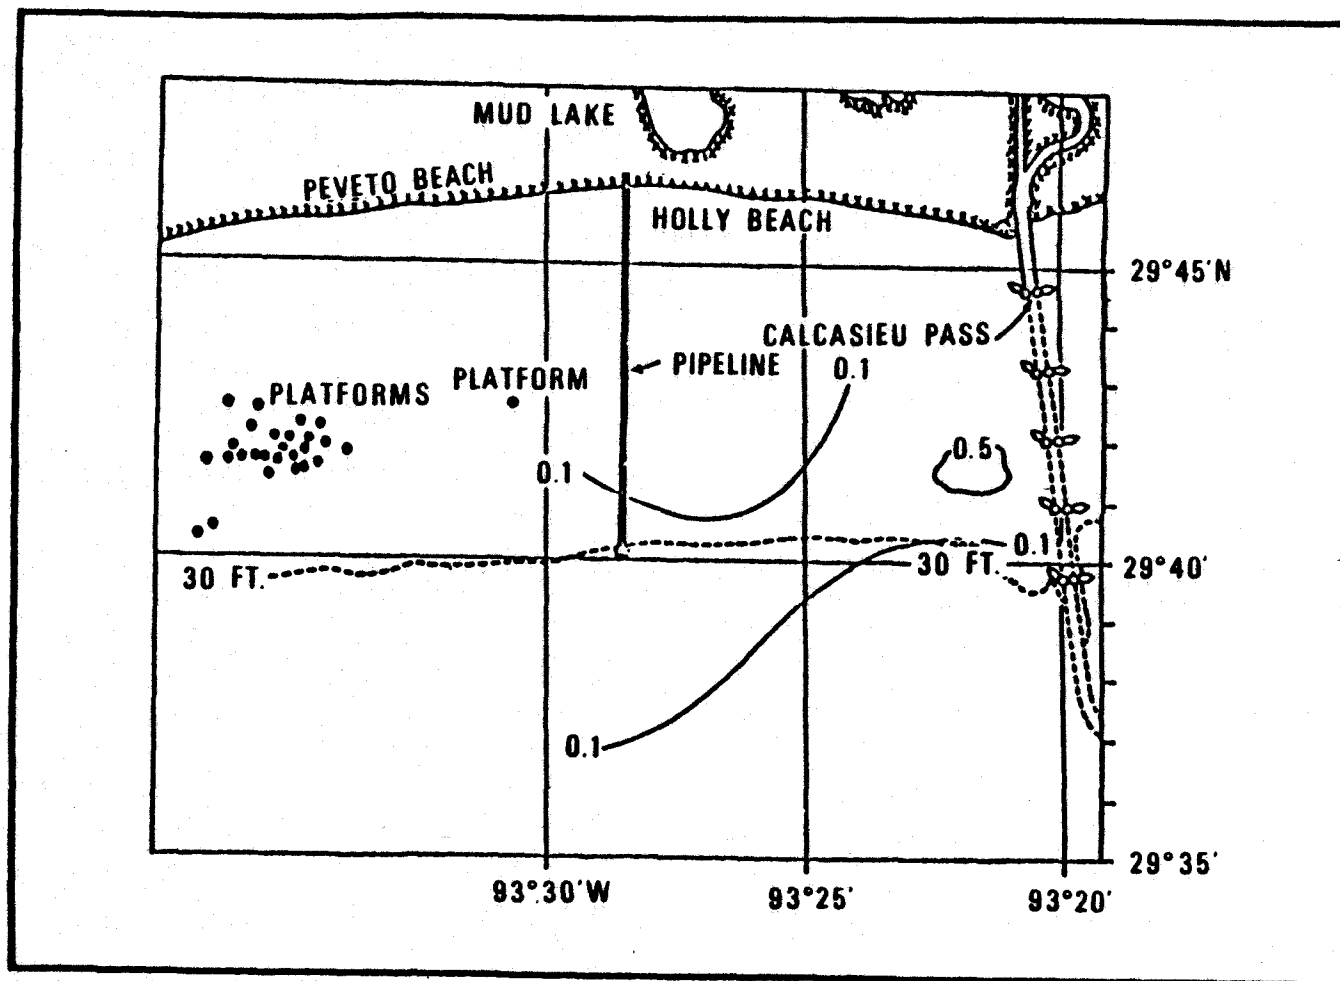 MUD LAKE
PEVETO BEACH
HOLLY BEACH
29°45'N
CALCASIEU PASS
PIPELINE
0.1
PLATFORM
PLATFORMS
0.5
0.1
0.1
30 FT.
30 FT.
29°40'
0.1
29°35'
93°30'W
93°25'
93°20'